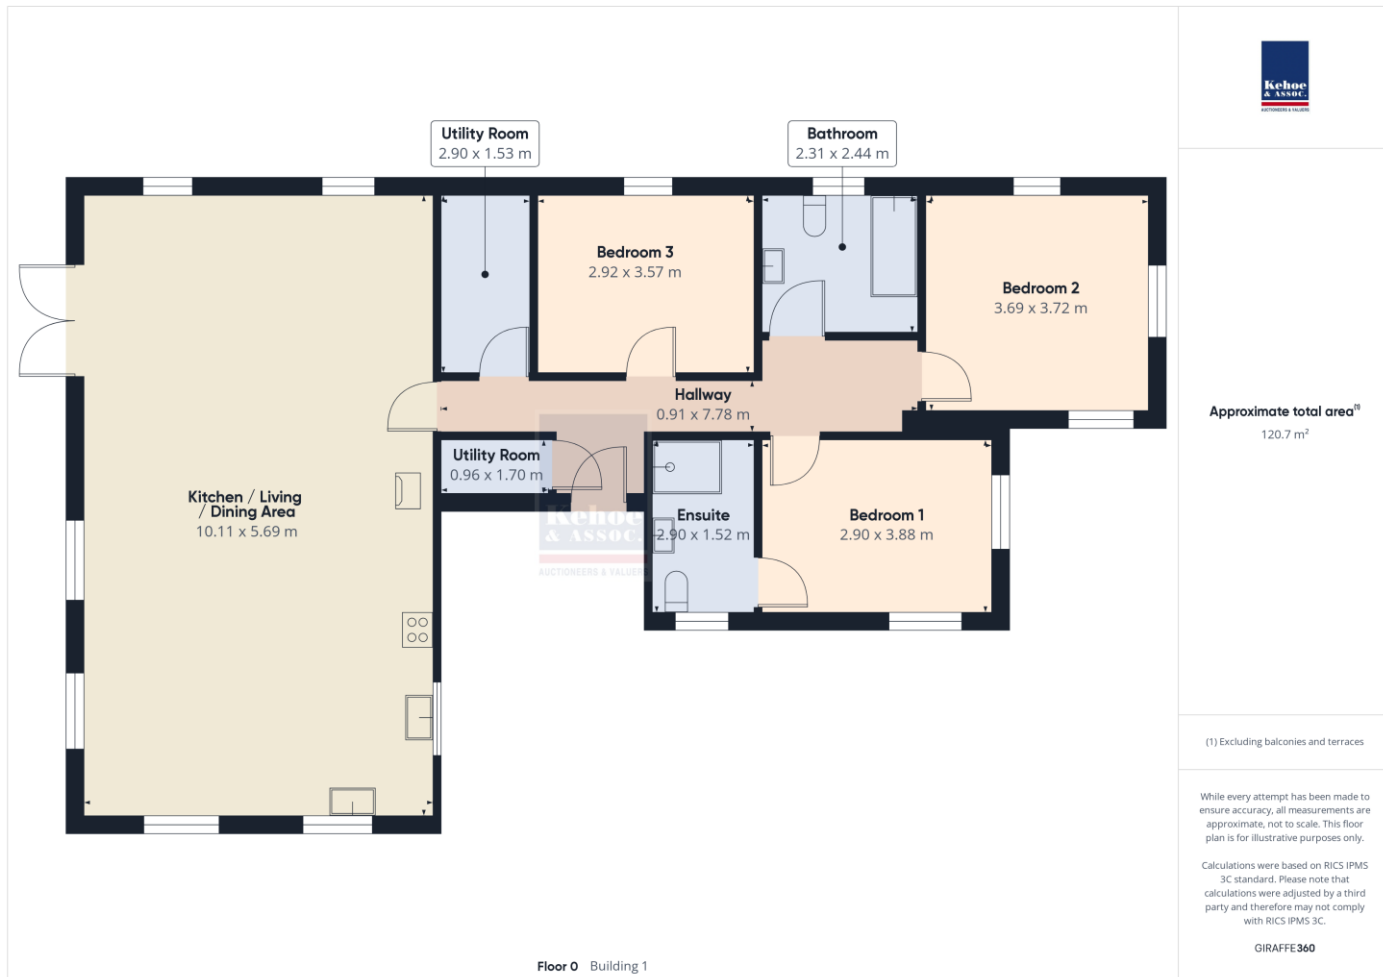 Kehoe
& ASSOC.
AUCTIONEERS & VALUERS
Utility Room
2.90 x 1.53 m
Bathroom
2.31 x 2.44 m
Bedroom 3
2.92 x 3.57 m
Bedroom 2
3.69 x 3.72 m
Hallway
0.91 x 7.78 m
Utility Room
0.96 x 1.70 m
Kitchen / Living
/ Dining Area
10.11 x 5.69 m
Ensuite
2.90 x 1.52 m
Bedroom 1
2.90 x 3.88 m
Kehoe
& ASSOC.
AUCTIONEERS & VALUERS
Approximate total area(1)
120.7 m²
(1) Excluding balconies and terraces
While every attempt has been made to
ensure accuracy, all measurements are
approximate, not to scale. This floor
plan is for illustrative purposes only.
Calculations were based on RICS IPMS
3C standard. Please note that
calculations were adjusted by a third
party and therefore may not comply
with RICS IPMS 3C.
GIRAFFE360
Floor 0 Building 1